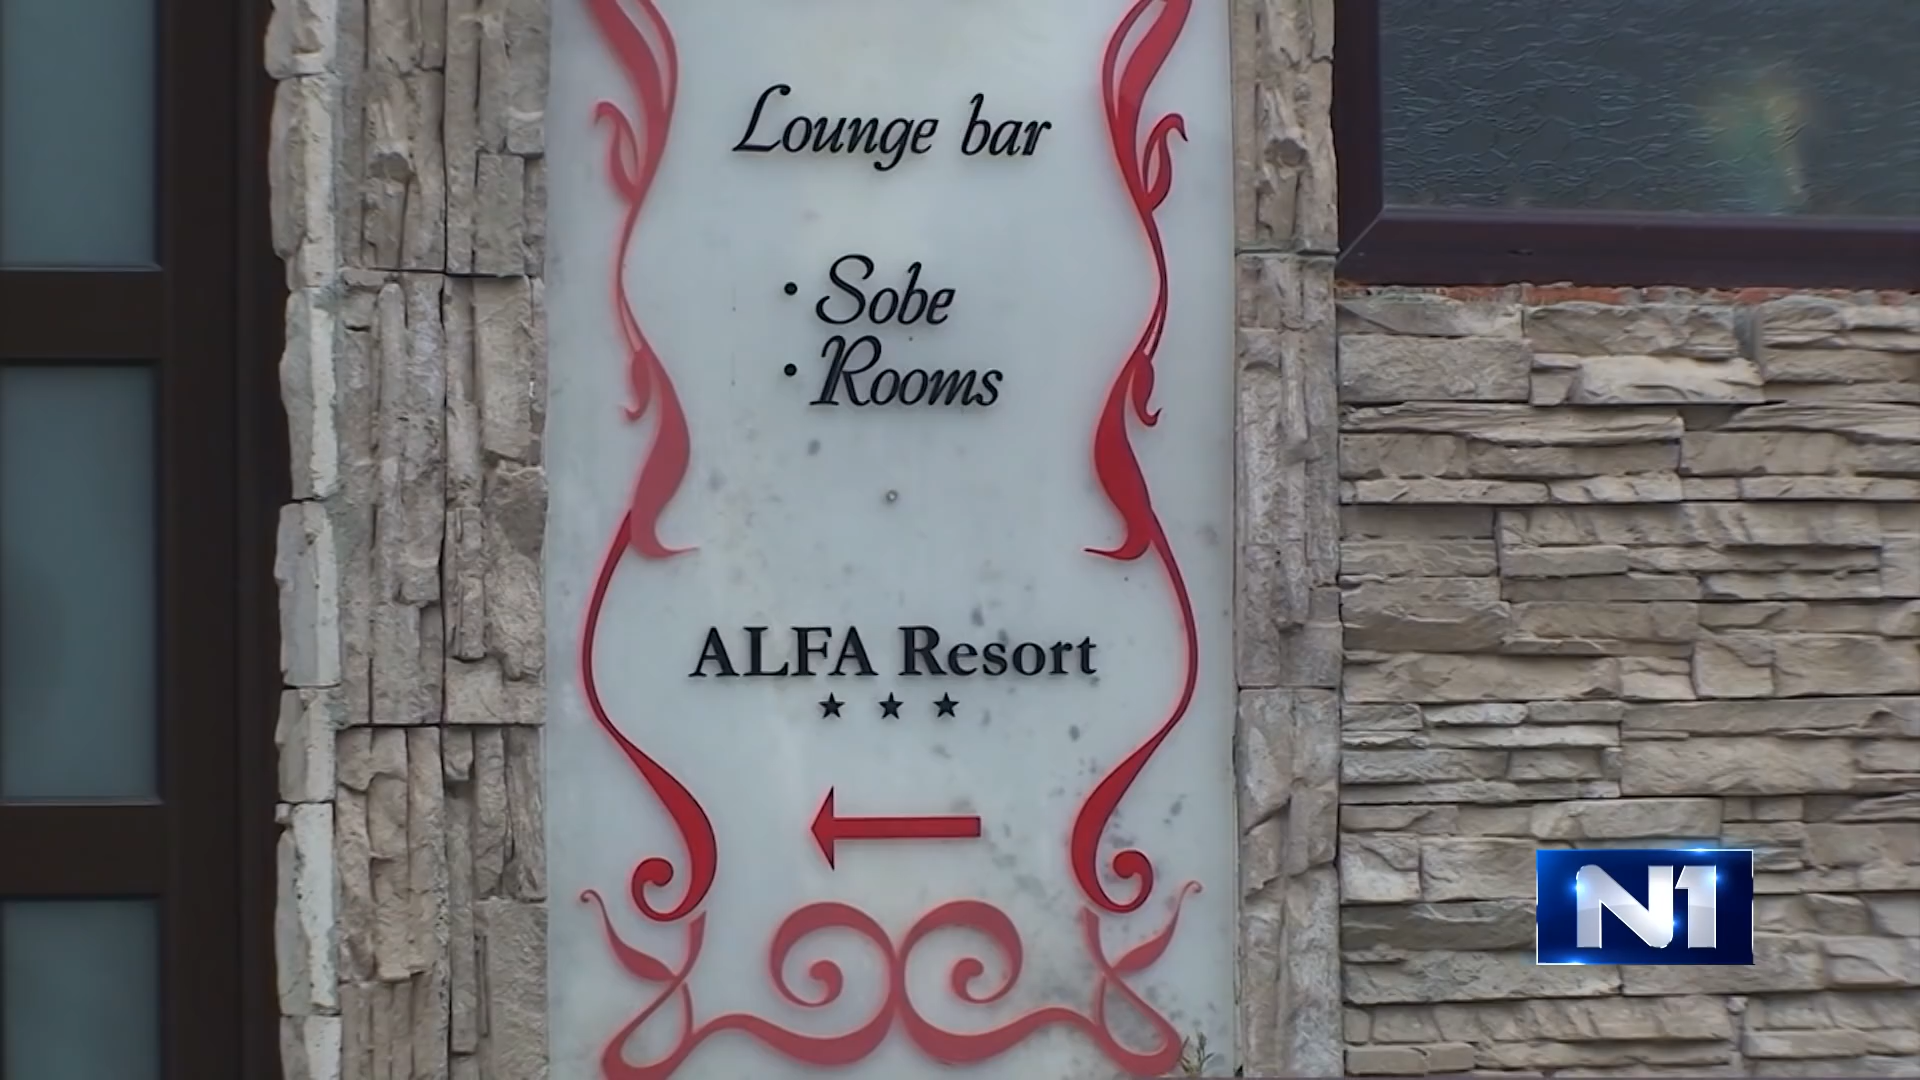 Lounge bar
• Sobe
• Rooms
ALFA Resort
★ ★ ★
N1